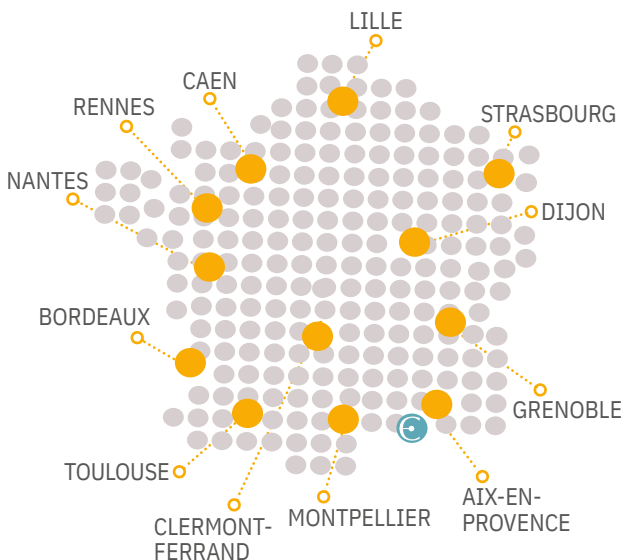 LILLE
CAEN
RENNES
STRASBOURG
NANTES
DIJON
BORDEAUX
GRENOBLE
TOULOUSE
AIX-EN-
PROVENCE
MONTPELLIER
CLERMONT-
FERRAND